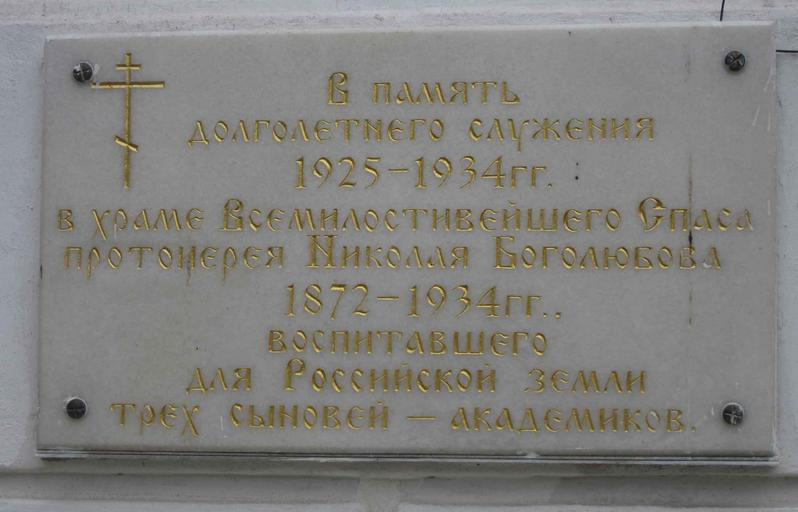 В память
долголетнего служения
1925-1934гг.
в храме Всемилостивейшего Спаса
протоиерея Николая Боголюбова
1872-1934гг.,
воспитавшего
для Российской земли
трех сыновей — академиков.